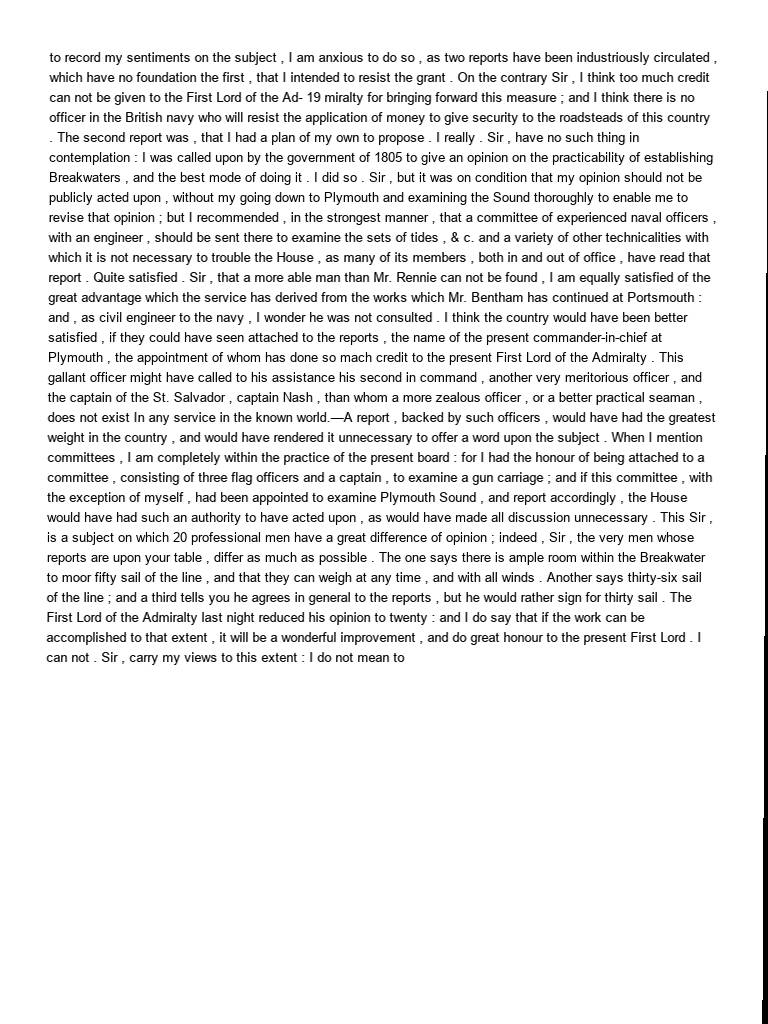 to record my sentiments on the subject , I am anxious to do so , as two reports have been industriously circulated ,
which have no foundation the first , that I intended to resist the grant . On the contrary Sir , I think too much credit
can not be given to the First Lord of the Ad- 19 miralty for bringing forward this measure ; and I think there is no
officer in the British navy who will resist the application of money to give security to the roadsteads of this country
. The second report was , that I had a plan of my own to propose . I really . Sir , have no such thing in
contemplation : I was called upon by the government of 1805 to give an opinion on the practicability of establishing
Breakwaters , and the best mode of doing it . I did so . Sir , but it was on condition that my opinion should not be
publicly acted upon , without my going down to Plymouth and examining the Sound thoroughly to enable me to
revise that opinion ; but I recommended , in the strongest manner , that a committee of experienced naval officers ,
with an engineer , should be sent there to examine the sets of tides , & c. and a variety of other technicalities with
which it is not necessary to trouble the House , as many of its members , both in and out of office , have read that
report . Quite satisfied . Sir , that a more able man than Mr. Rennie can not be found , I am equally satisfied of the
great advantage which the service has derived from the works which Mr. Bentham has continued at Portsmouth :
and , as civil engineer to the navy , I wonder he was not consulted . I think the country would have been better
satisfied , if they could have seen attached to the reports , the name of the present commander-in-chief at
Plymouth , the appointment of whom has done so mach credit to the present First Lord of the Admiralty . This
gallant officer might have called to his assistance his second in command , another very meritorious officer , and
the captain of the St. Salvador , captain Nash , than whom a more zealous officer , or a better practical seaman ,
does not exist In any service in the known world.—A report , backed by such officers , would have had the greatest
weight in the country , and would have rendered it unnecessary to offer a word upon the subject . When I mention
committees , I am completely within the practice of the present board : for I had the honour of being attached to a
committee , consisting of three flag officers and a captain , to examine a gun carriage ; and if this committee , with
the exception of myself , had been appointed to examine Plymouth Sound , and report accordingly , the House
would have had such an authority to have acted upon , as would have made all discussion unnecessary . This Sir ,
is a subject on which 20 professional men have a great difference of opinion ; indeed , Sir , the very men whose
reports are upon your table , differ as much as possible . The one says there is ample room within the Breakwater
to moor fifty sail of the line , and that they can weigh at any time , and with all winds . Another says thirty-six sail
of the line ; and a third tells you he agrees in general to the reports , but he would rather sign for thirty sail . The
First Lord of the Admiralty last night reduced his opinion to twenty : and I do say that if the work can be
accomplished to that extent , it will be a wonderful improvement , and do great honour to the present First Lord . I
can not . Sir , carry my views to this extent : I do not mean to